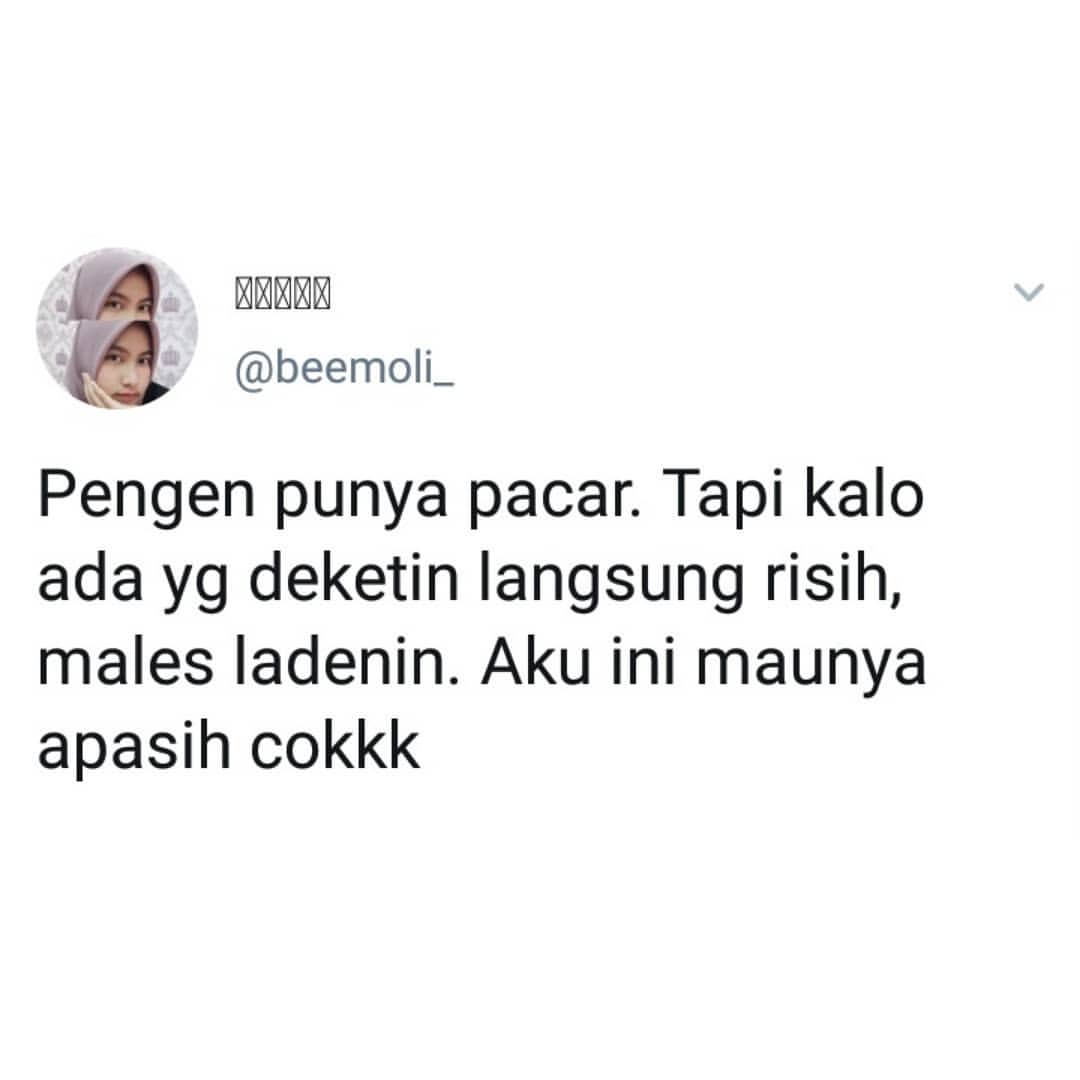 @beemoli_
Pengen punya pacar. Tapi kalo
ada yg deketin langsung risih,
males ladenin. Aku ini maunya
apasih cokkk